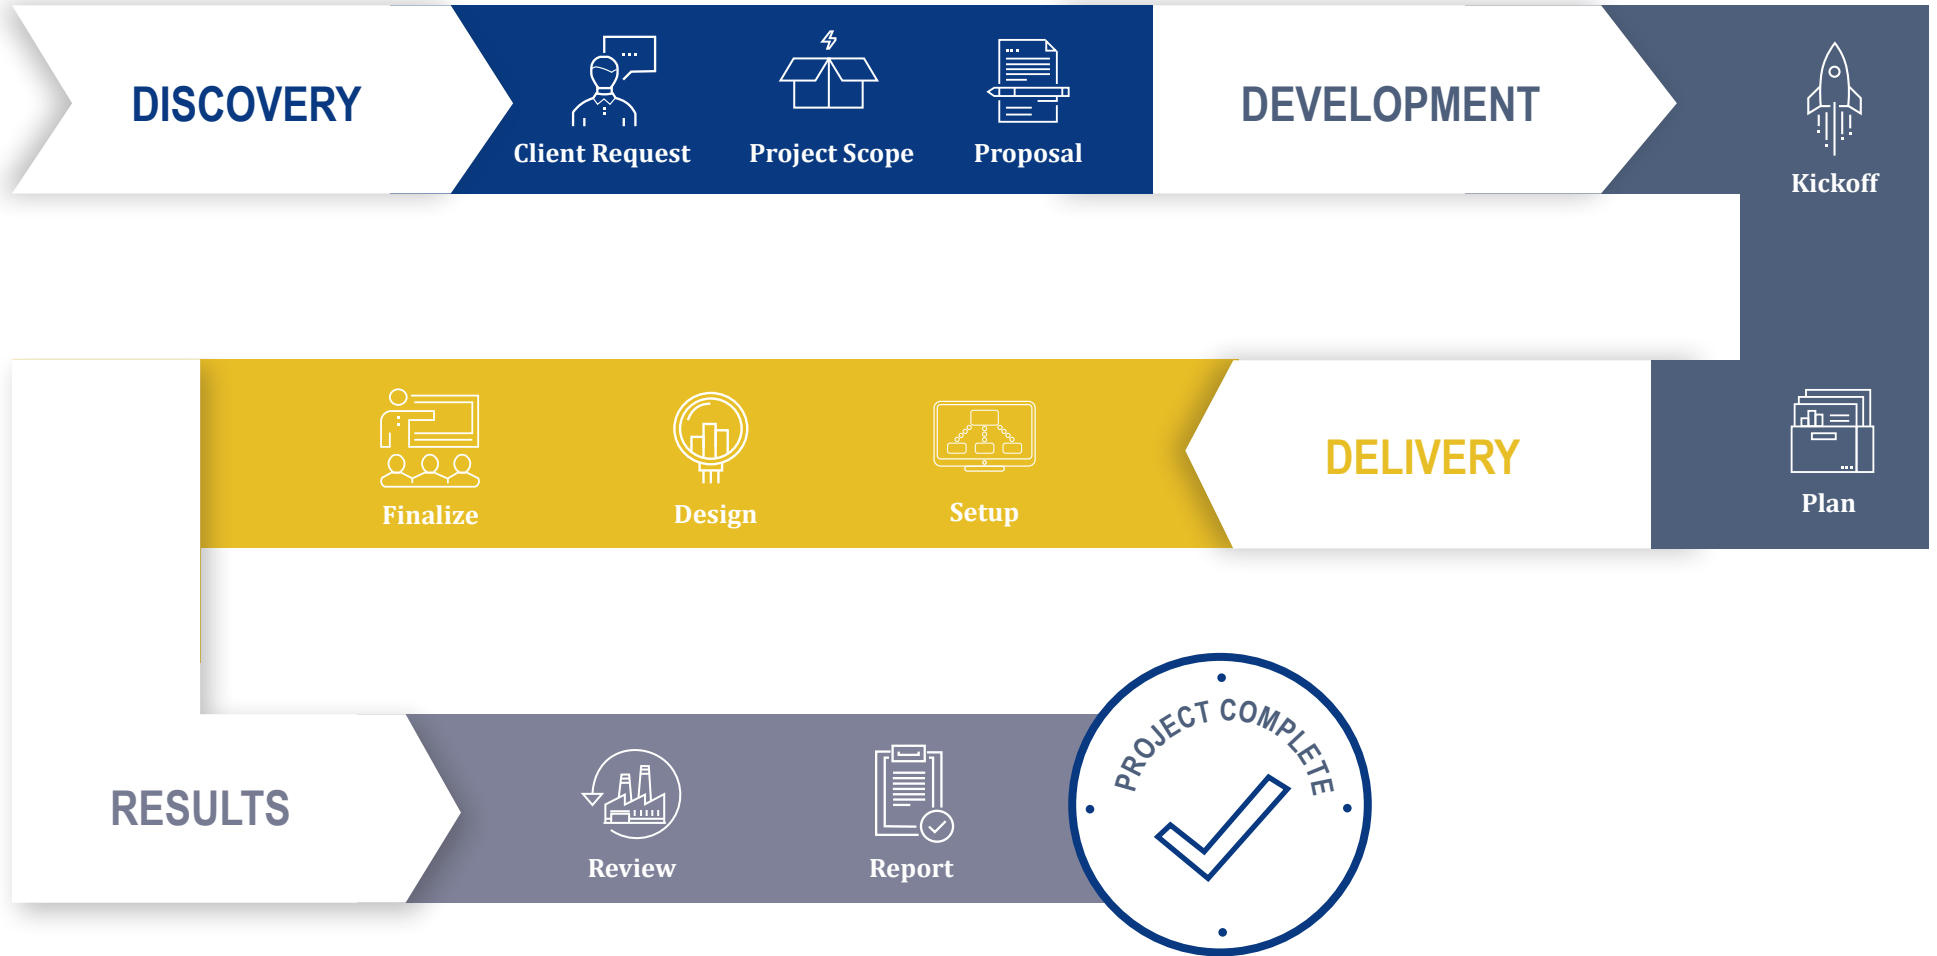 DISCOVERY
Client Request
Project Scope
Proposal
DEVELOPMENT
Kickoff
Plan
DELIVERY
Setup
Design
Finalize
RESULTS
Review
Report
PROJECT COMPLETE